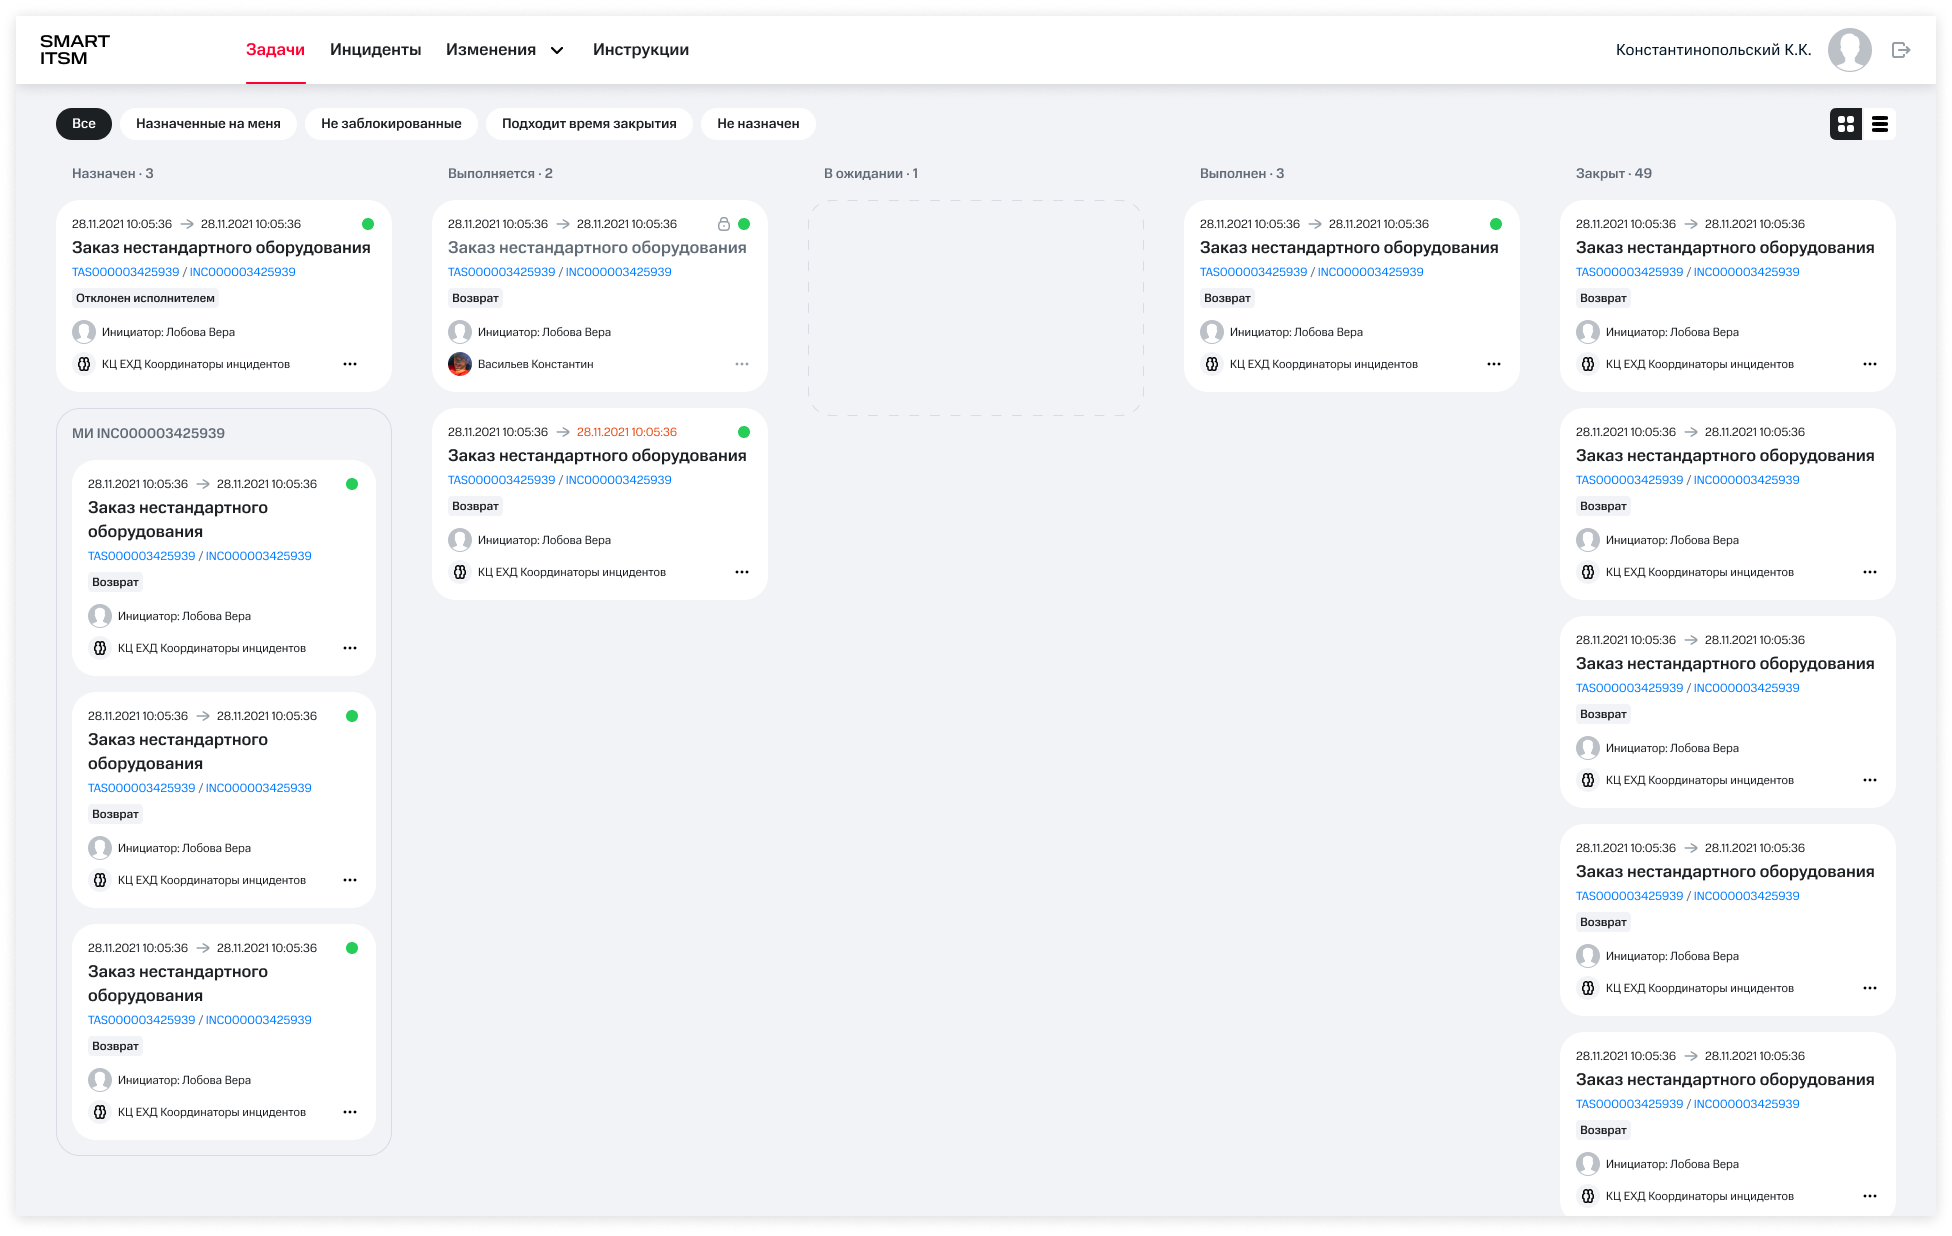 SMART
ITSM
Задачи
Инциденты
Изменения
Инструкции
Константинопольский К.К.
Все
Назначенные на меня
Не заблокированные
Подходит время закрытия
Не назначен
Назначен · 3
28.11.2021 10:05:36 → 28.11.2021 10:05:36
Заказ нестандартного оборудования
TAS000003425939 / INC000003425939
Отклонен исполнителем
Инициатор: Лобова Вера
КЦ ЕХД Координаторы инцидентов
МИ INC000003425939
28.11.2021 10:05:36 → 28.11.2021 10:05:36
Заказ нестандартного
оборудования
TAS000003425939 / INC000003425939
Возврат
Инициатор: Лобова Вера
КЦ ЕХД Координаторы инцидентов
28.11.2021 10:05:36 → 28.11.2021 10:05:36
Заказ нестандартного
оборудования
TAS000003425939 / INC000003425939
Возврат
Инициатор: Лобова Вера
КЦ ЕХД Координаторы инцидентов
28.11.2021 10:05:36 → 28.11.2021 10:05:36
Заказ нестандартного
оборудования
TAS000003425939 / INC000003425939
Возврат
Инициатор: Лобова Вера
КЦ ЕХД Координаторы инцидентов
Выполняется · 2
28.11.2021 10:05:36 → 28.11.2021 10:05:36
Заказ нестандартного оборудования
TAS000003425939 / INC000003425939
Возврат
Инициатор: Лобова Вера
Васильев Константин
28.11.2021 10:05:36 → 28.11.2021 10:05:36
Заказ нестандартного оборудования
TAS000003425939 / INC000003425939
Возврат
Инициатор: Лобова Вера
КЦ ЕХД Координаторы инцидентов
В ожидании · 1
Выполнен · 3
28.11.2021 10:05:36 → 28.11.2021 10:05:36
Заказ нестандартного оборудования
TAS000003425939 / INC000003425939
Возврат
Инициатор: Лобова Вера
КЦ ЕХД Координаторы инцидентов
Закрыт · 49
28.11.2021 10:05:36 → 28.11.2021 10:05:36
Заказ нестандартного оборудования
TAS000003425939 / INC000003425939
Возврат
Инициатор: Лобова Вера
КЦ ЕХД Координаторы инцидентов
28.11.2021 10:05:36 → 28.11.2021 10:05:36
Заказ нестандартного оборудования
TAS000003425939 / INC000003425939
Возврат
Инициатор: Лобова Вера
КЦ ЕХД Координаторы инцидентов
28.11.2021 10:05:36 → 28.11.2021 10:05:36
Заказ нестандартного оборудования
TAS000003425939 / INC000003425939
Возврат
Инициатор: Лобова Вера
КЦ ЕХД Координаторы инцидентов
28.11.2021 10:05:36 → 28.11.2021 10:05:36
Заказ нестандартного оборудования
TAS000003425939 / INC000003425939
Возврат
Инициатор: Лобова Вера
КЦ ЕХД Координаторы инцидентов
28.11.2021 10:05:36 → 28.11.2021 10:05:36
Заказ нестандартного оборудования
TAS000003425939 / INC000003425939
Возврат
Инициатор: Лобова Вера
КЦ ЕХД Координаторы инцидентов